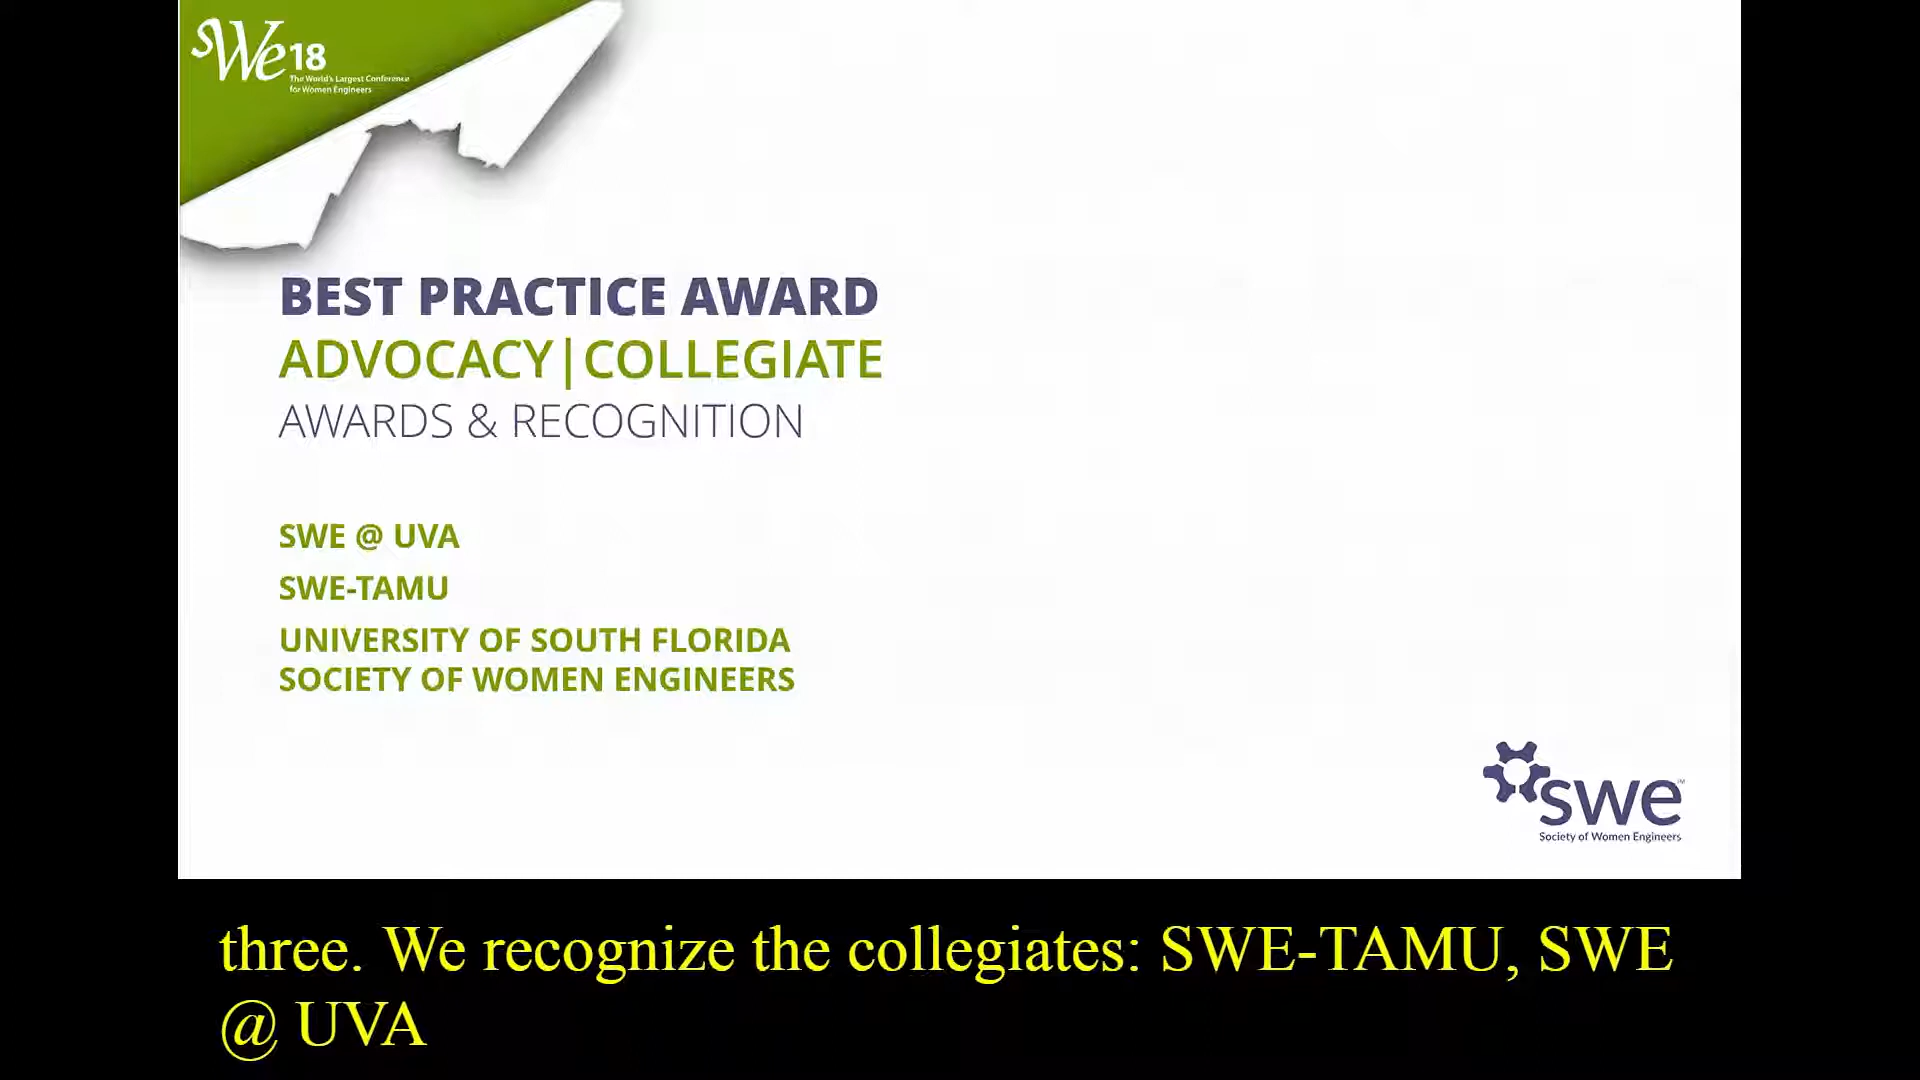 sWe18
The World's Largest Conference
for Women Engineers
BEST PRACTICE AWARD
ADVOCACY|COLLEGIATE
AWARDS & RECOGNITION
SWE @ UVA
SWE-TAMU
UNIVERSITY OF SOUTH FLORIDA
SOCIETY OF WOMEN ENGINEERS
swe™
Society of Women Engineers
three. We recognize the collegiates: SWE-TAMU, SWE
@ UVA